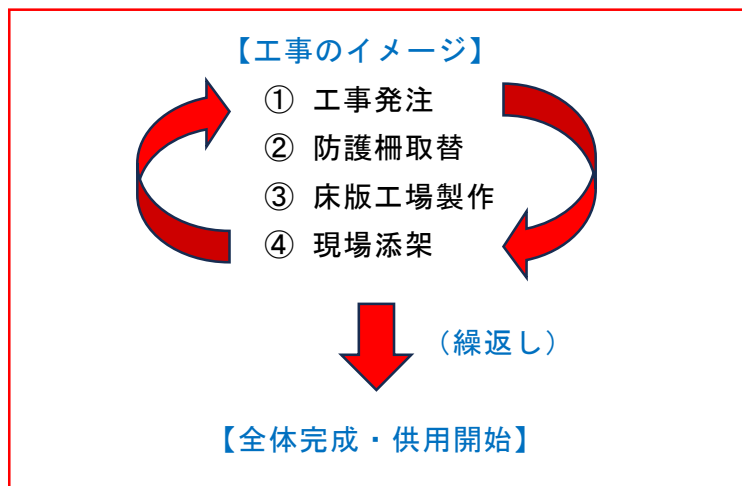 【工事のイメージ】
① 工事発注
② 防護柵取替
③ 床版工場製作
④ 現場添架
（繰返し）
【全体完成・供用開始】